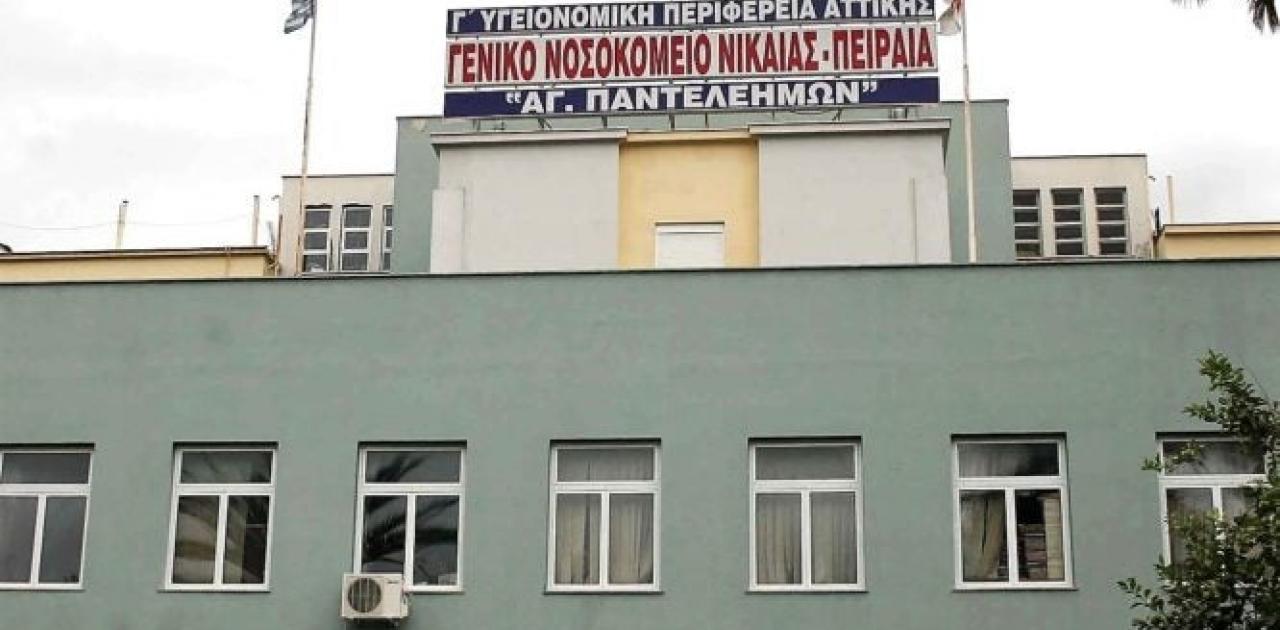 Γ΄ ΥΓΕΙΟΝΟΜΙΚΗ ΠΕΡΙΦΕΡΕΙΑ ΑΤΤΙΚΗΣ
ΓΕΝΙΚΟ ΝΟΣΟΚΟΜΕΙΟ ΝΙΚΑΙΑΣ - ΠΕΙΡΑΙΑ
“ΑΓ. ΠΑΝΤΕΛΕΗΜΩΝ”